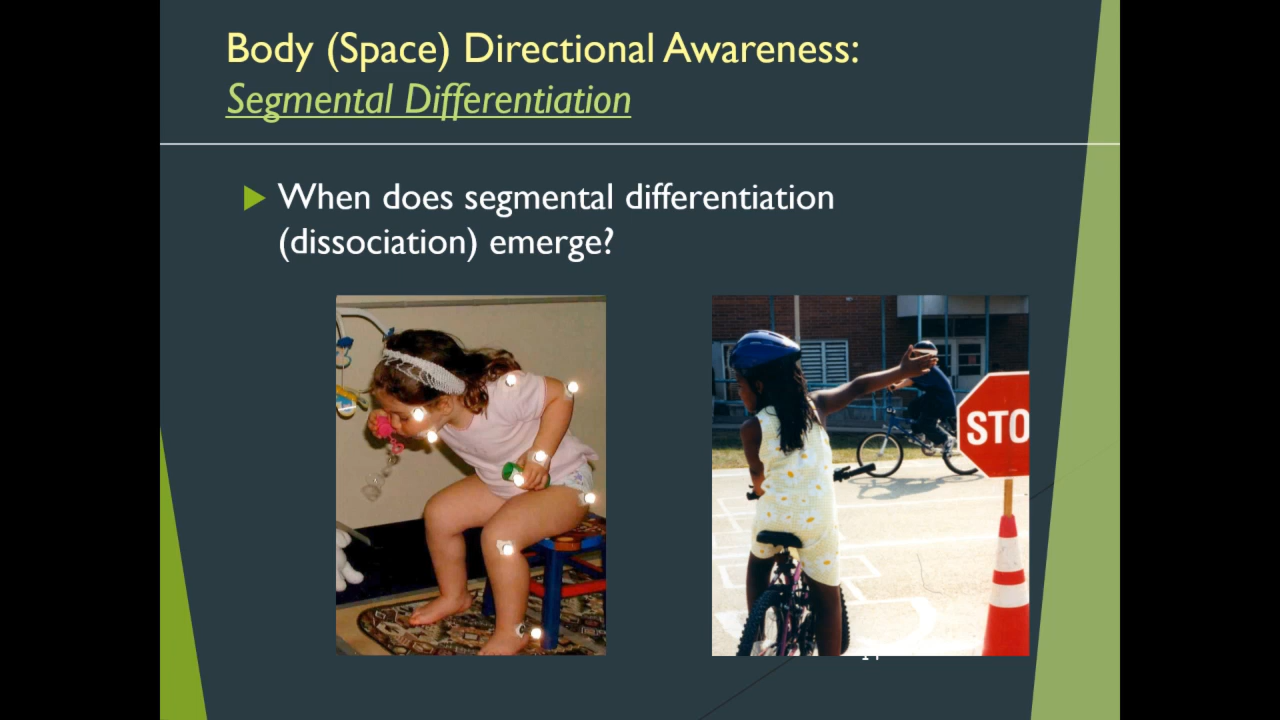 Body (Space) Directional Awareness:
Segmental Differentiation
When does segmental differentiation
(dissociation) emerge?
STO